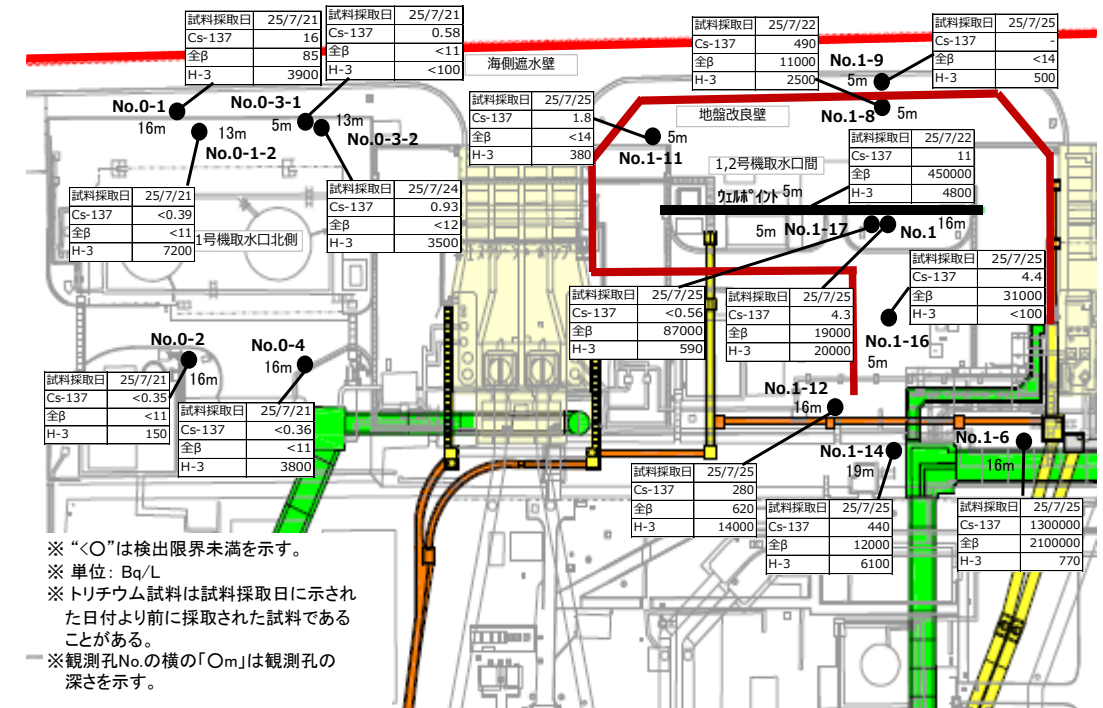 試料採取日 25/7/21
Cs-137 16
全β 85
H-3 3900
試料採取日 25/7/21
Cs-137 0.58
全β <11
H-3 <100
海側遮水壁
試料採取日 25/7/22
Cs-137 490
全β 11000
H-3 2500
試料採取日 25/7/25
Cs-137 -
全β <14
H-3 500
No.1-9
5m
No.1-8
5m
No.0-1
16m
No.0-3-1
5m
13m
No.0-3-2
13m
No.0-1-2
試料採取日 25/7/25
Cs-137 1.8
全β <14
H-3 380
5m
No.1-11
地盤改良壁
1,2号機取水口間
試料採取日 25/7/22
Cs-137 11
全β 450000
H-3 4800
ウェルポイント 5m
5m No.1-17
No.1 16m
試料採取日 25/7/21
Cs-137 <0.39
全β <11
H-3 7200
1号機取水口北側
試料採取日 25/7/24
Cs-137 0.93
全β <12
H-3 3500
試料採取日 25/7/25
Cs-137 <0.56
全β 87000
H-3 590
試料採取日 25/7/25
Cs-137 4.3
全β 19000
H-3 20000
試料採取日 25/7/25
Cs-137 4.4
全β 31000
H-3 <100
No.1-16
5m
No.0-2
16m
No.0-4
16m
試料採取日 25/7/21
Cs-137 <0.35
全β <11
H-3 150
試料採取日 25/7/21
Cs-137 <0.36
全β <11
H-3 3800
No.1-12
16m
No.1-14
19m
No.1-6
16m
試料採取日 25/7/25
Cs-137 280
全β 620
H-3 14000
試料採取日 25/7/25
Cs-137 440
全β 12000
H-3 6100
試料採取日 25/7/25
Cs-137 1300000
全β 2100000
H-3 770
※ “<○”は検出限界未満を示す。
※ 単位: Bq/L
※ トリチウム試料は試料採取日に示され
た日付より前に採取された試料である
ことがある。
※観測孔No.の横の「○m」は観測孔の
深さを示す。